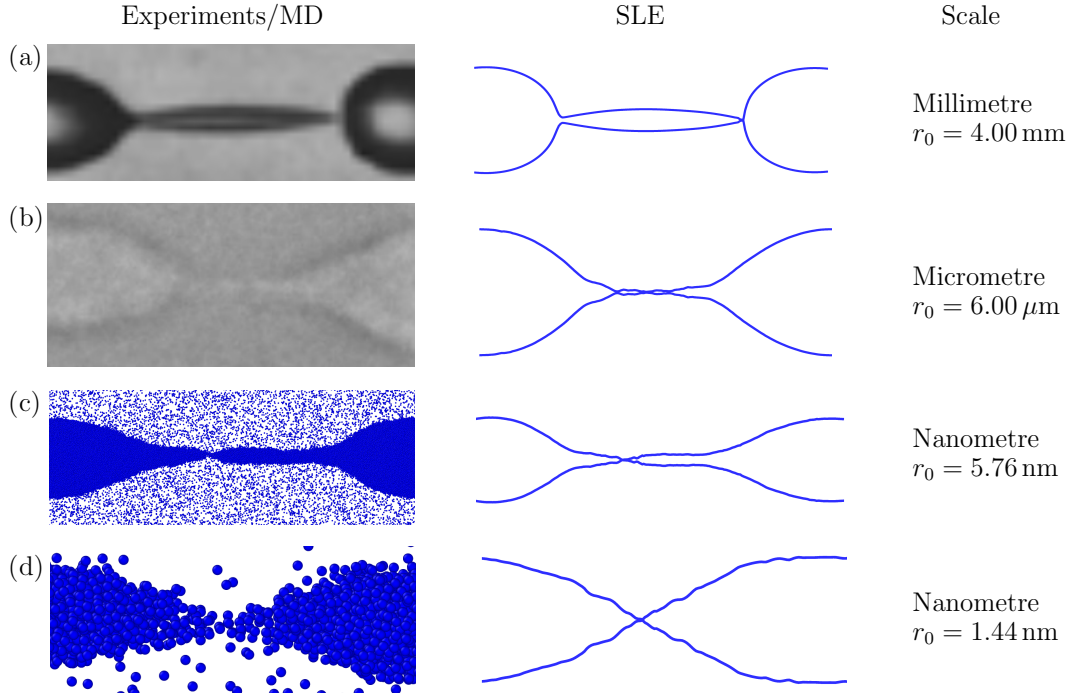 Experiments/MD SLE Scale
(a)
Millimetre
r₀ = 4.00 mm
(b)
Micrometre
r₀ = 6.00 μm
(c)
Nanometre
r₀ = 5.76 nm
(d)
Nanometre
r₀ = 1.44 nm